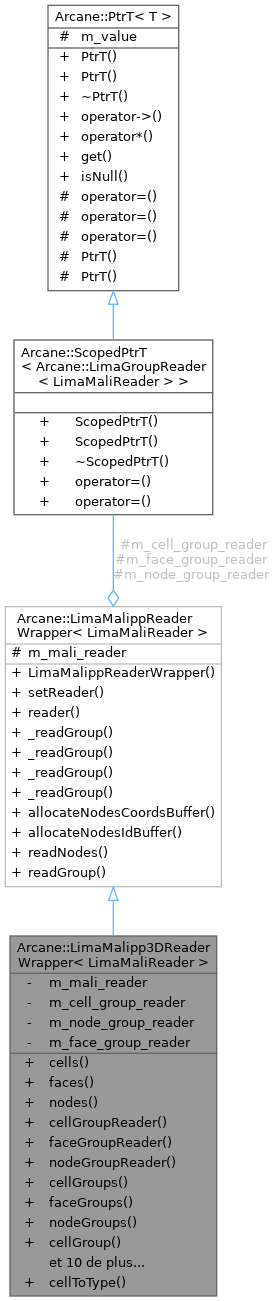 Arcane::PtrT< T >
# m_value
+ PtrT()
+ PtrT()
+ ~PtrT()
+ operator->()
+ operator*()
+ get()
+ isNull()
# operator=()
# operator=()
# operator=()
# PtrT()
# PtrT()
Arcane::ScopedPtrT
< Arcane::LimaGroupReader
< LimaMaliReader > >
+ ScopedPtrT()
+ ScopedPtrT()
+ ~ScopedPtrT()
+ operator=()
+ operator=()
#m_cell_group_reader
#m_face_group_reader
#m_node_group_reader
Arcane::LimaMalippReader
Wrapper< LimaMaliReader >
# m_mali_reader
+ LimaMalippReaderWrapper()
+ setReader()
+ reader()
+ _readGroup()
+ _readGroup()
+ _readGroup()
+ _readGroup()
+ allocateNodesCoordsBuffer()
+ allocateNodesIdBuffer()
+ readNodes()
+ readGroup()
Arcane::LimaMalipp3DReader
Wrapper< LimaMaliReader >
- m_mali_reader
- m_cell_group_reader
- m_node_group_reader
- m_face_group_reader
+ cells()
+ faces()
+ nodes()
+ cellGroupReader()
+ faceGroupReader()
+ nodeGroupReader()
+ cellGroups()
+ faceGroups()
+ nodeGroups()
+ cellGroup()
et 10 de plus...
+ cellToType()